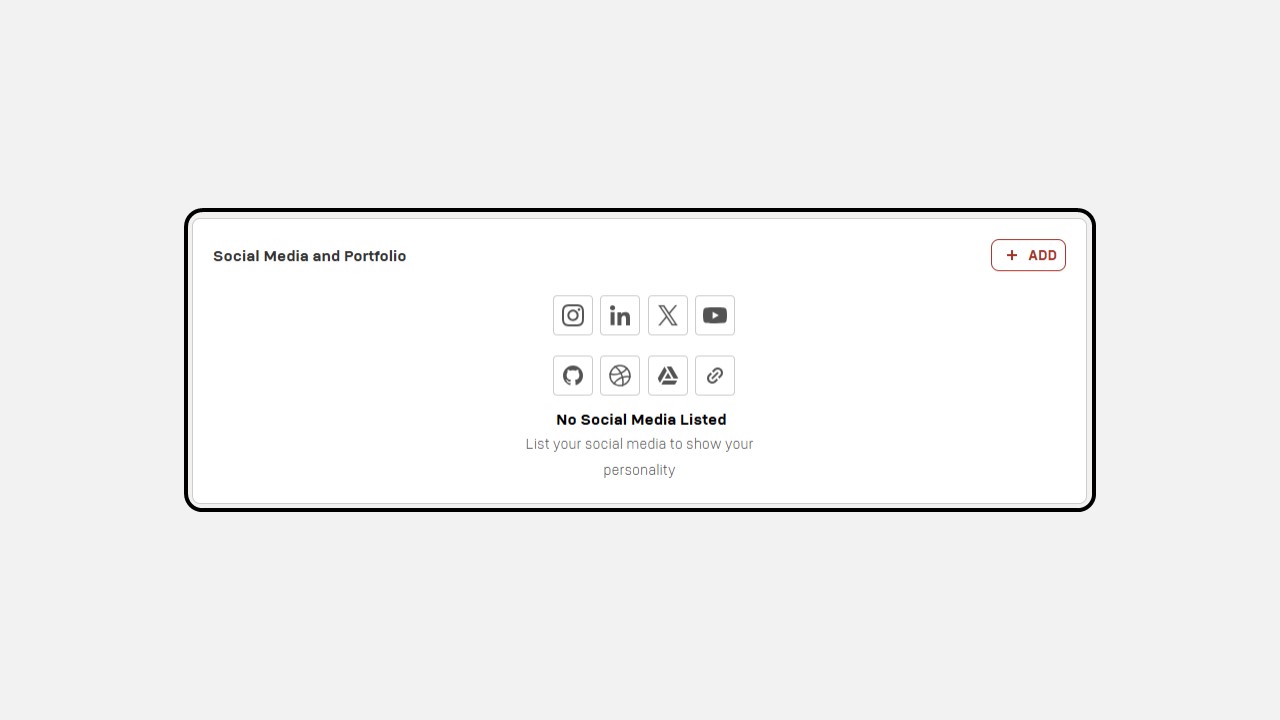 Social Media and Portfolio
+ ADD
No Social Media Listed
List your social media to show your
personality